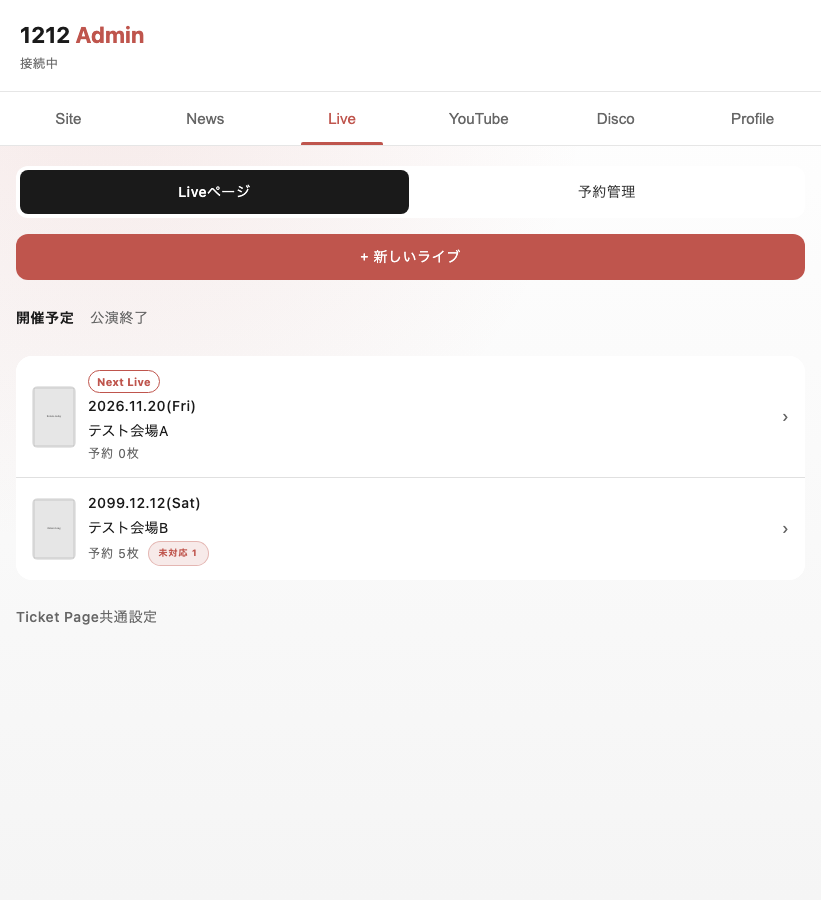 1212 Admin
接続中
Site News Live YouTube Disco Profile
Liveページ 予約管理
+ 新しいライブ
開催予定 公演終了
Next Live
2026.11.20(Fri)
テスト会場A
予約 0枚
›
2099.12.12(Sat)
テスト会場B
予約 5枚 未対応 1
›
Ticket Page共通設定